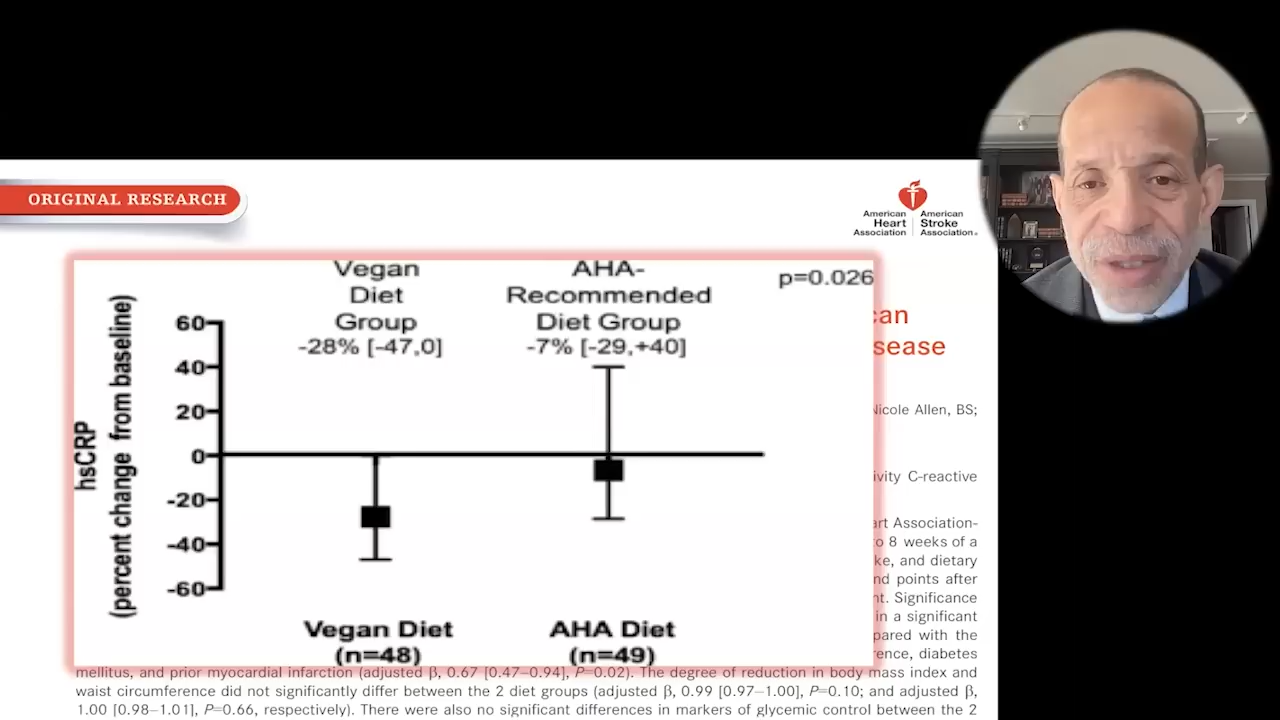 ORIGINAL RESEARCH
American Heart Association
American Stroke Association®
Vegan Diet Group
-28% [-47,0]
AHA-Recommended Diet Group
-7% [-29,+40]
p=0.026
hsCRP
(percent change from baseline)
60
40
20
0
-20
-40
-60
Vegan Diet
(n=48)
AHA Diet
(n=49)
can
sease
Nicole Allen, BS;
ivity C-reactive
art Association-
o 8 weeks of a
ke, and dietary
nd points after
nt. Significance
in a significant
pared with the
rence, diabetes
mellitus, and prior myocardial infarction (adjusted β, 0.67 [0.47–0.94], P=0.02). The degree of reduction in body mass index and
waist circumference did not significantly differ between the 2 diet groups (adjusted β, 0.99 [0.97–1.00], P=0.10; and adjusted β,
1.00 [0.98–1.01], P=0.66, respectively). There were also no significant differences in markers of glycemic control between the 2